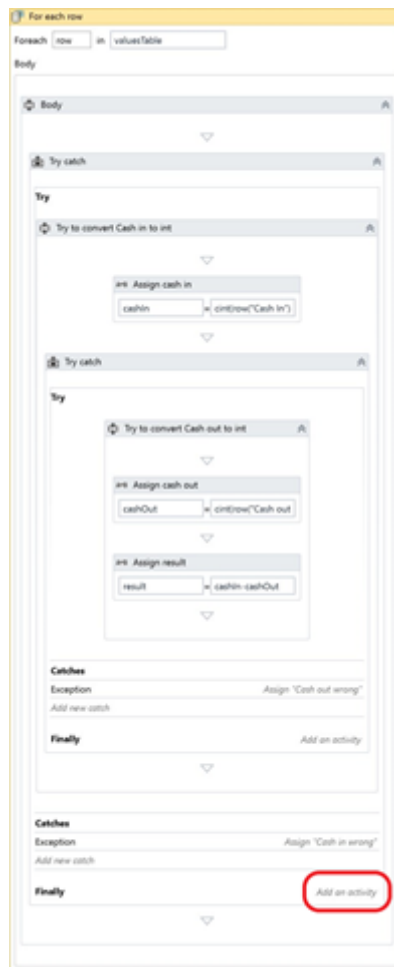 For each row
Foreach row in valuesTable
Body
Body
Try catch
Try
Try to convert Cash in to int
A+B Assign cash in
cashIn = cint(row("Cash In")
Try catch
Try
Try to convert Cash out to int
A+B Assign cash out
cashOut = cint(row("Cash out
A+B Assign result
result = cashIn-cashOut
Catches
Exception Assign "Cash out wrong"
Add new catch
Finally Add an activity
Catches
Exception Assign "Cash in wrong"
Add new catch
Finally Add an activity